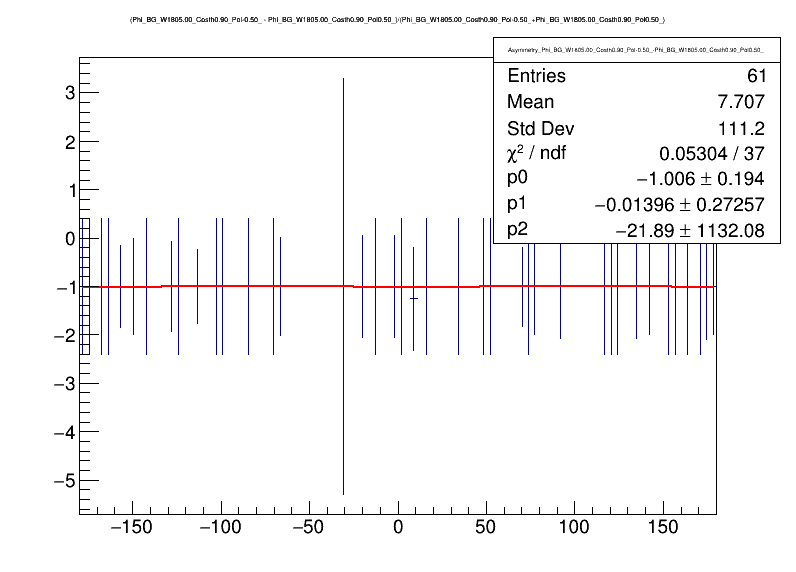 (Phi_BG_W1805.00_Costh0.90_Pol-0.50_ - Phi_BG_W1805.00_Costh0.90_Pol0.50_)/(Phi_BG_W1805.00_Costh0.90_Pol-0.50_+Phi_BG_W1805.00_Costh0.90_Pol0.50_)
Asymmetry_Phi_BG_W1805.00_Costh0.90_Pol-0.50_-Phi_BG_W1805.00_Costh0.90_Pol0.50_
Entries 61
Mean 7.707
Std Dev 111.2
χ² / ndf 0.05304 / 37
p0 −1.006 ± 0.194
p1 −0.01396 ± 0.27257
p2 −21.89 ± 1132.08
3
2
1
0
−1
−2
−3
−4
−5
−150 −100 −50 0 50 100 150